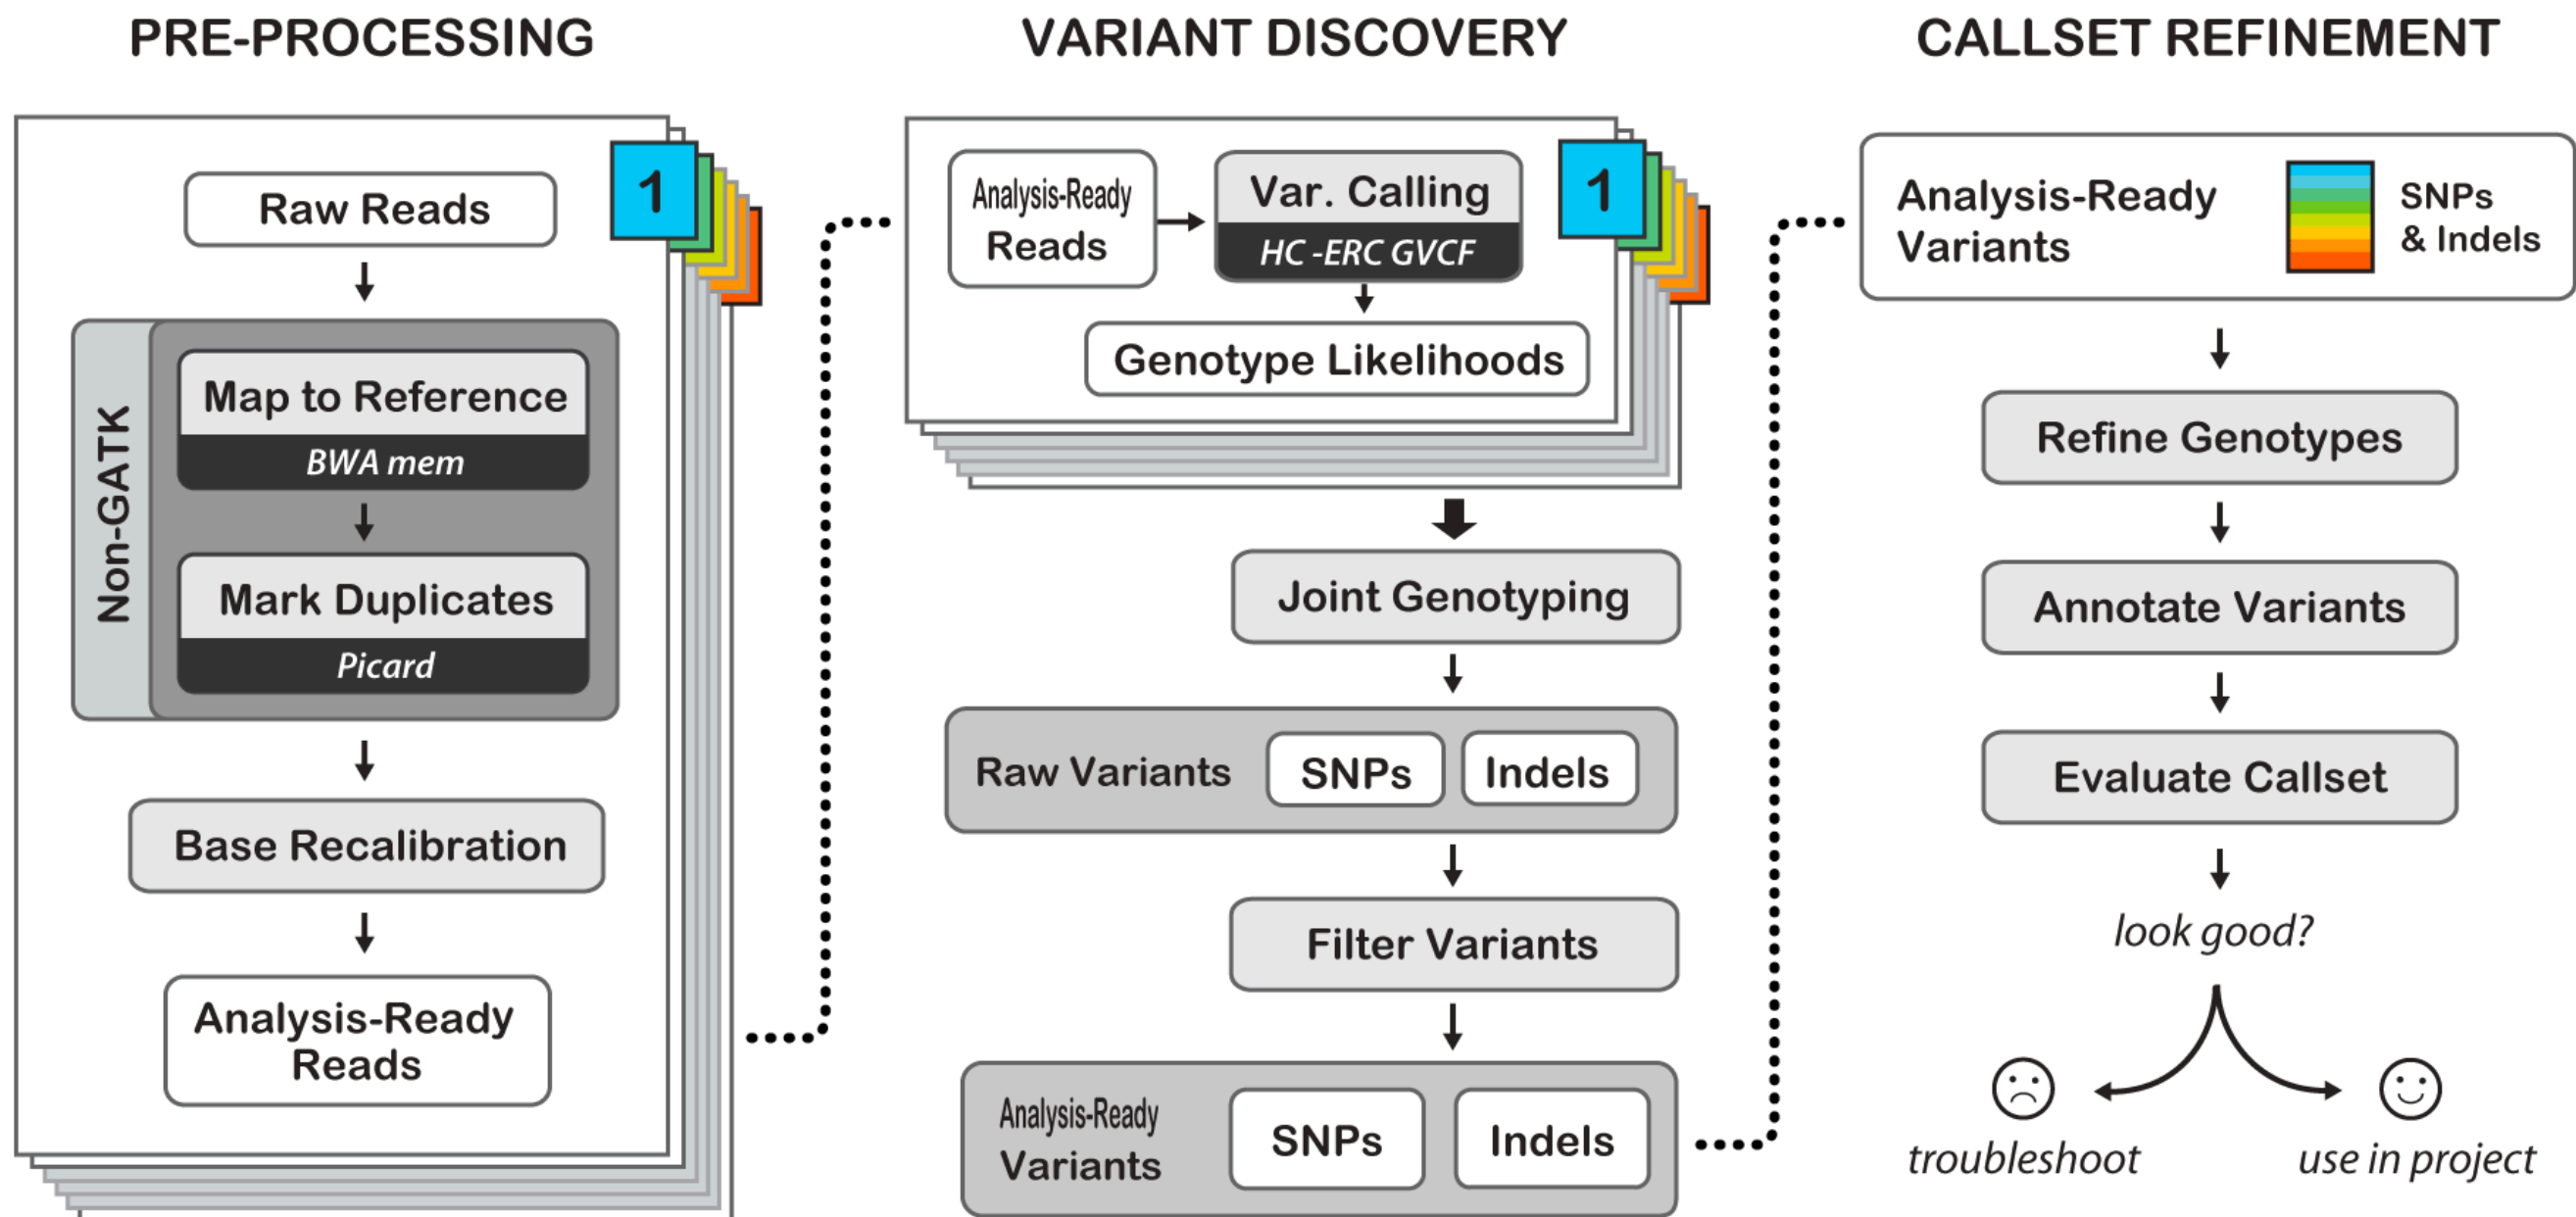 PRE-PROCESSING
Raw Reads
1
Non-GATK
Map to Reference
BWA mem
Mark Duplicates
Picard
Base Recalibration
Analysis-Ready
Reads
VARIANT DISCOVERY
Analysis-Ready
Reads
Var. Calling
HC -ERC GVCF
1
Genotype Likelihoods
Joint Genotyping
Raw Variants
SNPs
Indels
Filter Variants
Analysis-Ready
Variants
SNPs
Indels
CALLSET REFINEMENT
Analysis-Ready
Variants
SNPs
& Indels
Refine Genotypes
Annotate Variants
Evaluate Callset
look good?
troubleshoot
use in project